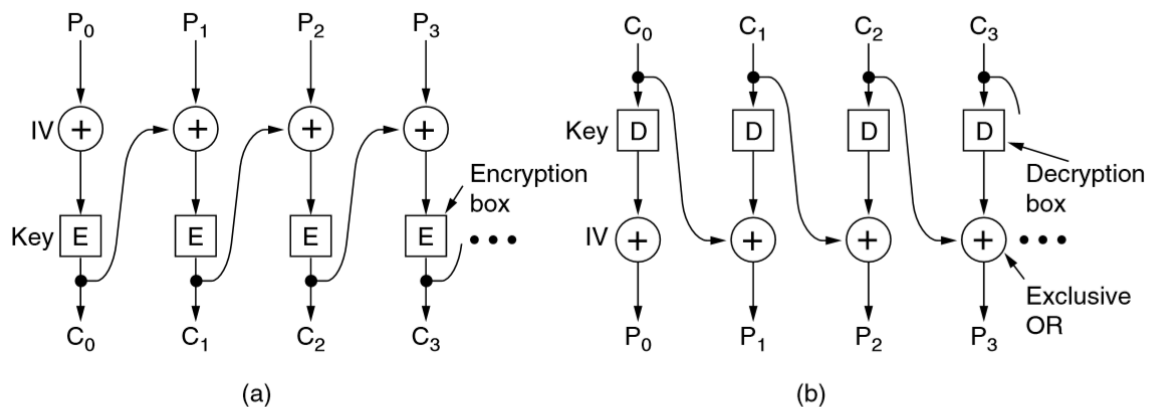 P0 P1 P2 P3
IV + + + +
Encryption
box
Key E E E E
C0 C1 C2 C3
(a)
C0 C1 C2 C3
Key D D D D
Decryption
box
IV + + + +
Exclusive
OR
P0 P1 P2 P3
(b)